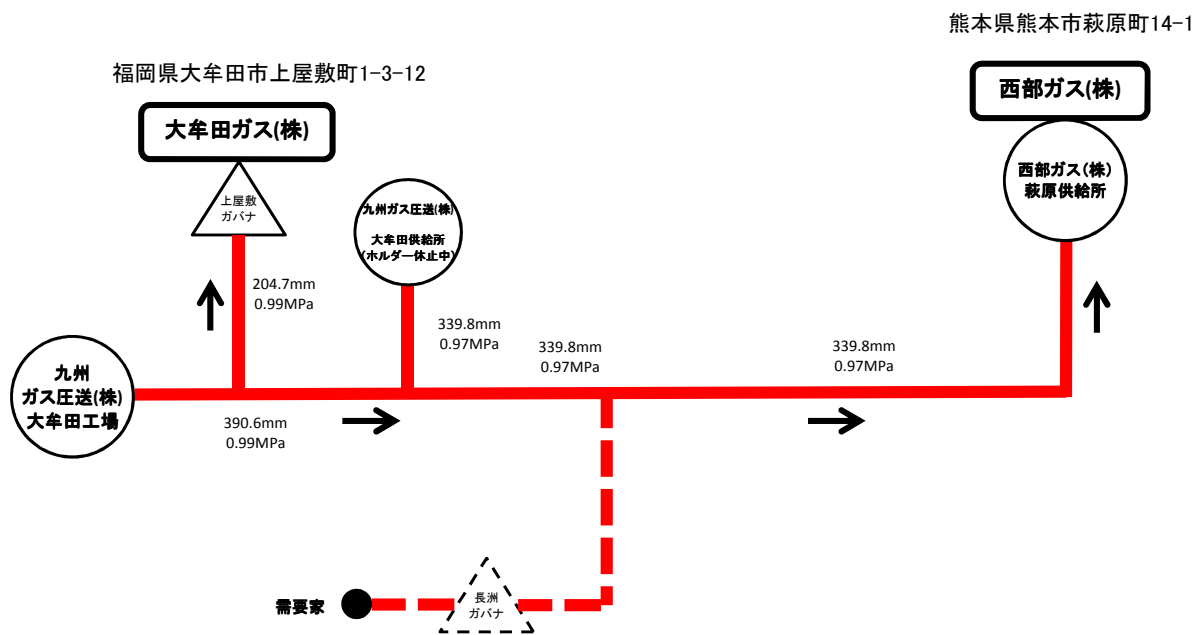 熊本県熊本市萩原町14-1
福岡県大牟田市上屋敷町1-3-12
西部ガス(株)
大牟田ガス(株)
西部ガス(株)
萩原供給所
上屋敷
ガバナ
九州ガス圧送(株)
大牟田供給所
(ホルダー休止中)
204.7mm
0.99MPa
339.8mm
0.97MPa
339.8mm
0.97MPa
339.8mm
0.97MPa
九州
ガス圧送(株)
大牟田工場
390.6mm
0.99MPa
長洲
ガバナ
需要家